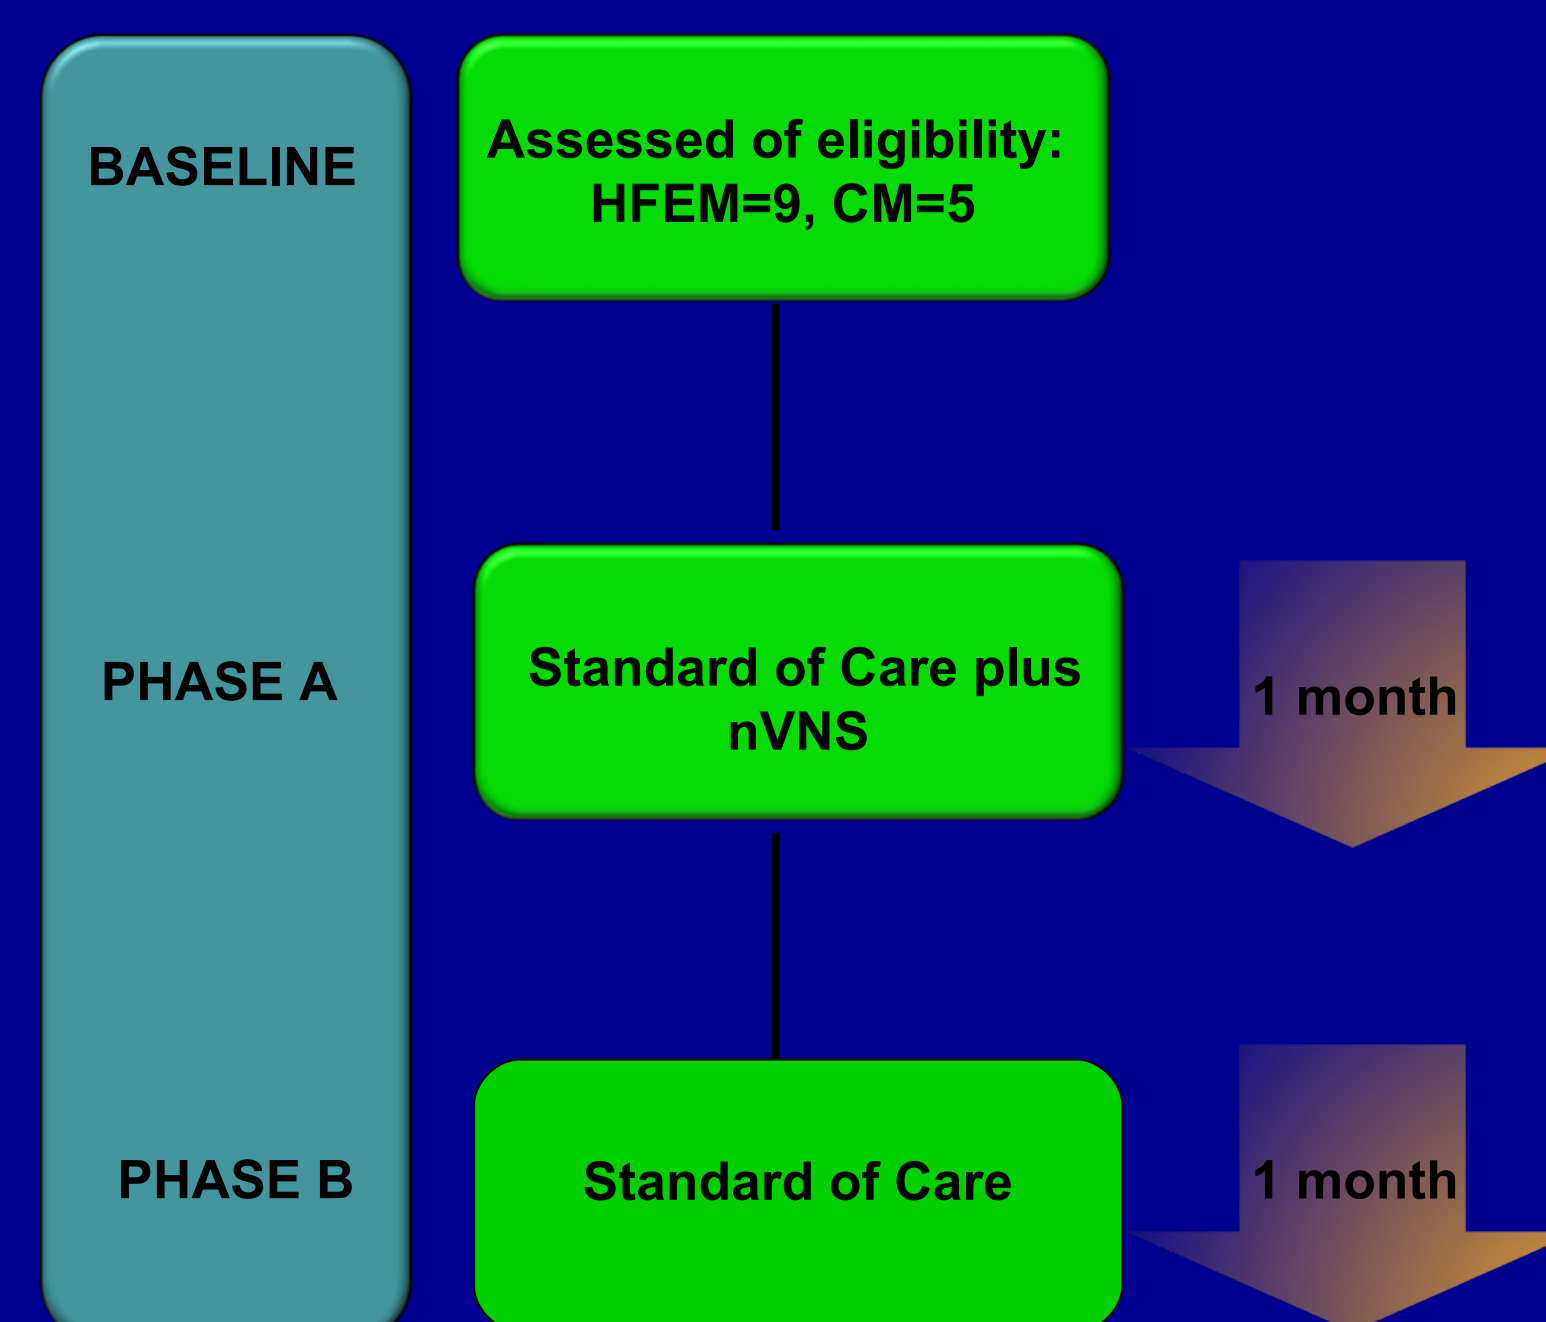 BASELINE
Assessed of eligibility:
HFEM=9, CM=5
PHASE A
Standard of Care plus
nVNS
1 month
PHASE B
Standard of Care
1 month